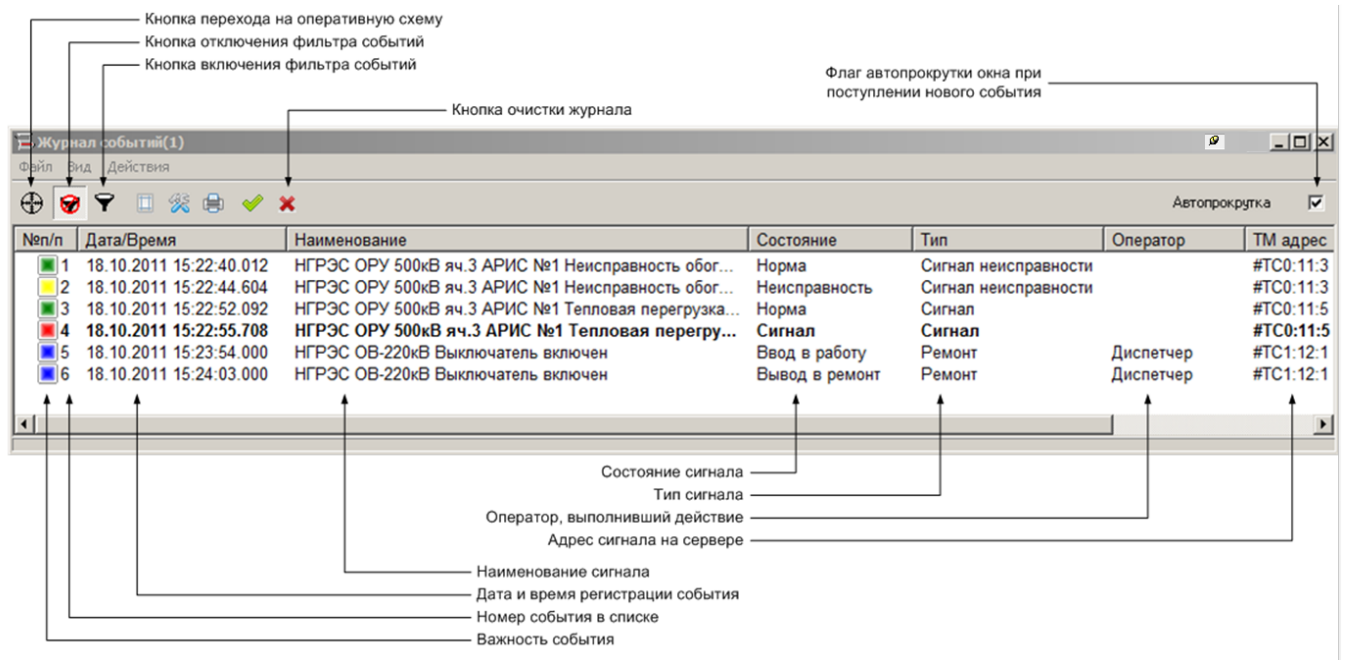 Кнопка перехода на оперативную схему
Кнопка отключения фильтра событий
Кнопка включения фильтра событий
Флаг автопрокрутки окна при
поступлении нового события
Кнопка очистки журнала
Журнал событий(1)
Файл Вид Действия
Автопрокрутка
№п/п Дата/Время Наименование Состояние Тип Оператор ТМ адрес
1 18.10.2011 15:22:40.012 НГРЭС ОРУ 500кВ яч.3 АРИС №1 Неисправность обог... Норма Сигнал неисправности #ТС0:11:3
2 18.10.2011 15:22:44.604 НГРЭС ОРУ 500кВ яч.3 АРИС №1 Неисправность обог... Неисправность Сигнал неисправности #ТС0:11:3
3 18.10.2011 15:22:52.092 НГРЭС ОРУ 500кВ яч.3 АРИС №1 Тепловая перегрузка... Норма Сигнал #ТС0:11:5
4 18.10.2011 15:22:55.708 НГРЭС ОРУ 500кВ яч.3 АРИС №1 Тепловая перегру... Сигнал Сигнал #ТС0:11:5
5 18.10.2011 15:23:54.000 НГРЭС ОВ-220кВ Выключатель включен Ввод в работу Ремонт Диспетчер #ТС1:12:1
6 18.10.2011 15:24:03.000 НГРЭС ОВ-220кВ Выключатель включен Вывод в ремонт Ремонт Диспетчер #ТС1:12:1
Состояние сигнала
Тип сигнала
Оператор, выполнивший действие
Адрес сигнала на сервере
Наименование сигнала
Дата и время регистрации события
Номер события в списке
Важность события